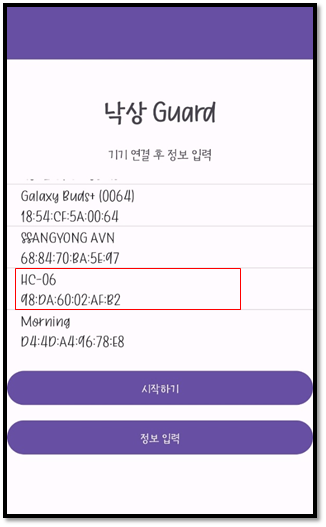 낙상 Guard
기기 연결 후 정보 입력
Galaxy Buds+ (0064)
18:54:CF:5A:00:64
SSANGYONG AVN
68:84:70:BA:5E:97
HC-06
98:DA:60:02:AF:B2
Morning
D4:4D:A4:96:78:E8
시작하기
정보 입력